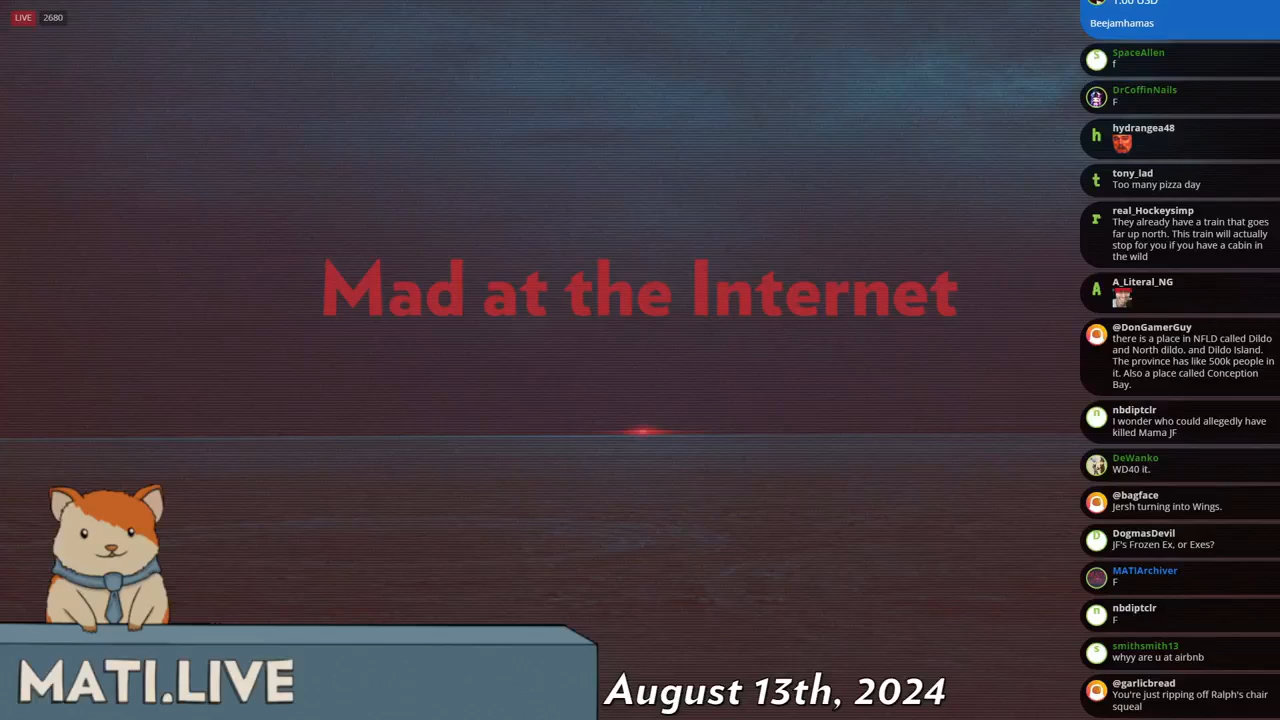 LIVE 2680
Mad at the Internet
MATI.LIVE
August 13th, 2024
1.00 USD
Beejamhamas
SpaceAllen
f
DrCoffinNails
F
hydrangea48
tony_lad
Too many pizza day
real_Hockeysimp
They already have a train that goes
far up north. This train will actually
stop for you if you have a cabin in
the wild
A_Literal_NG
@DonGamerGuy
there is a place in NFLD called Dildo
and North dildo. and Dildo Island.
The province has like 500k people in
it. Also a place called Conception
Bay.
nbdiptclr
I wonder who could allegedly have
killed Mama JF
DeWanko
WD40 it.
@bagface
Jersh turning into Wings.
DogmasDevil
JF's Frozen Ex, or Exes?
MATIArchiver
F
nbdiptclr
F
smithsmith13
whyy are u at airbnb
@garlicbread
You're just ripping off Ralph's chair
squeal